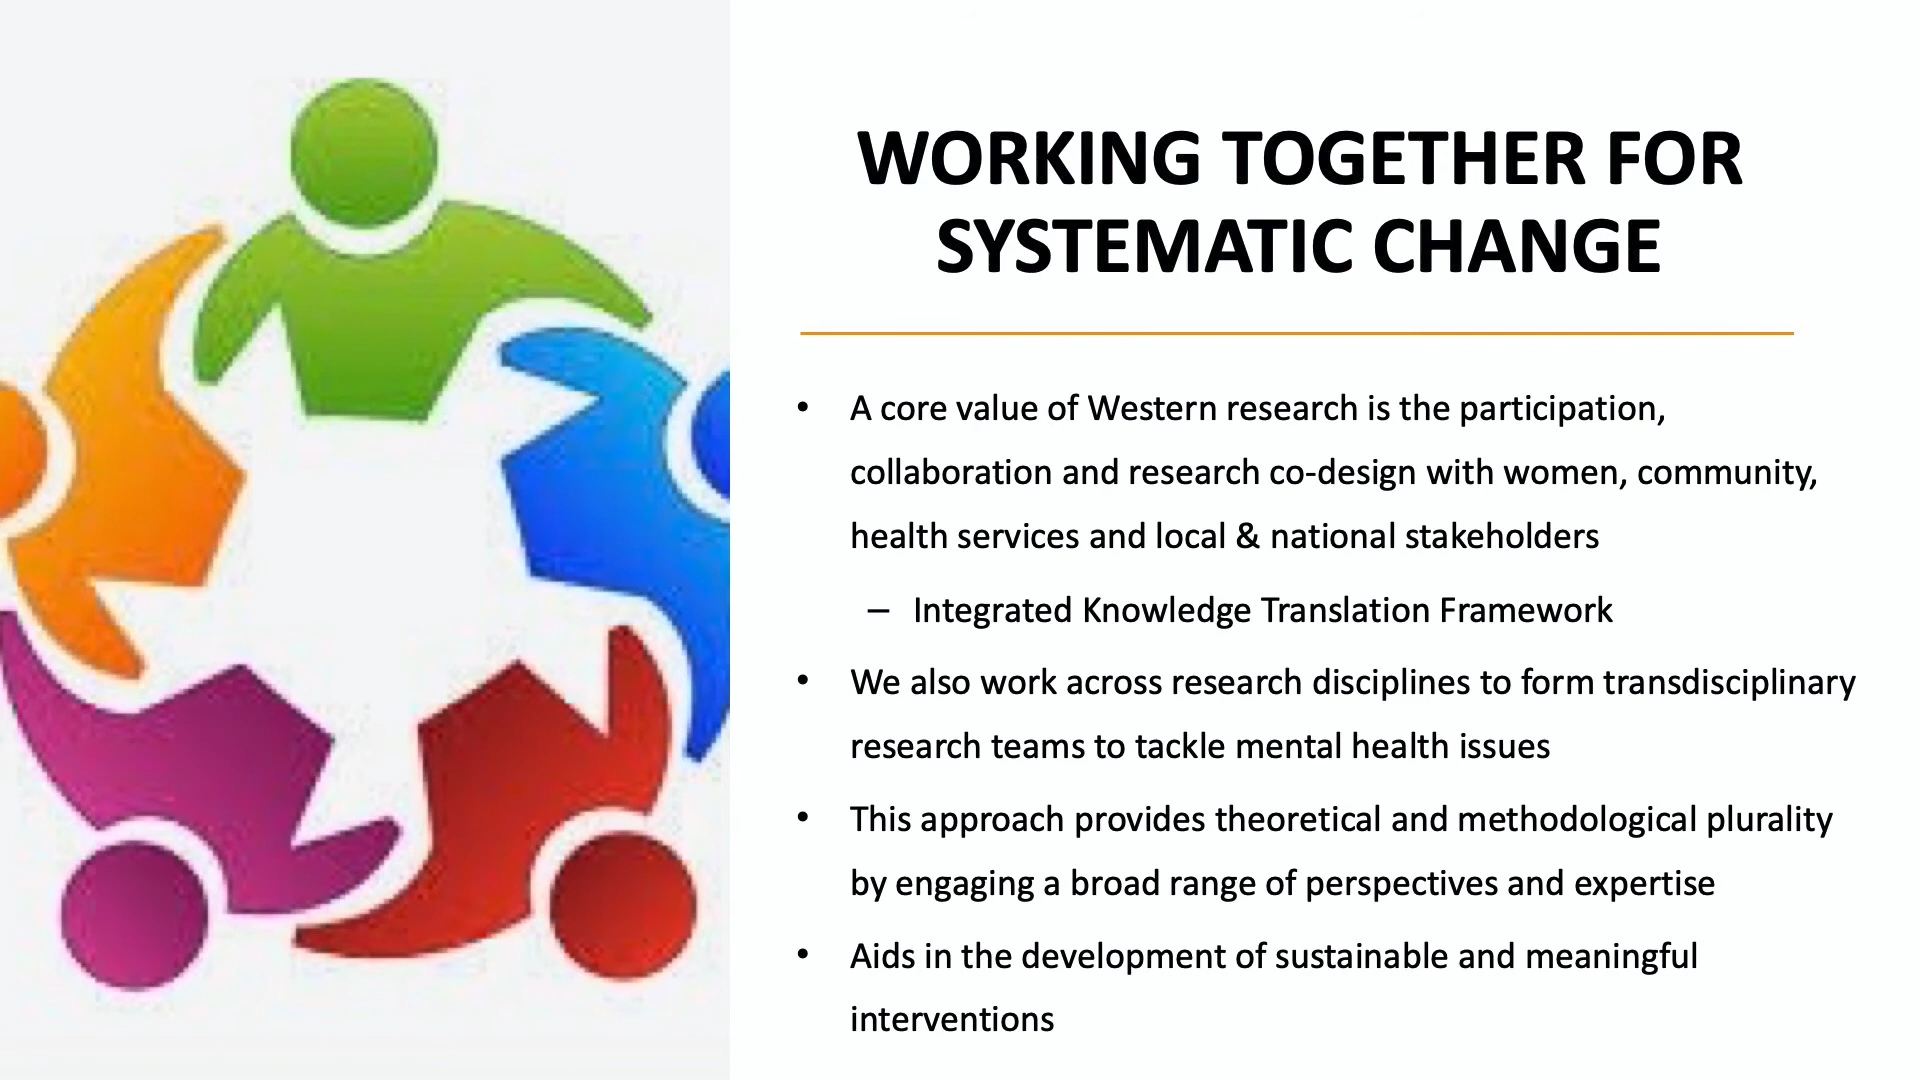 WORKING TOGETHER FOR
SYSTEMATIC CHANGE
• A core value of Western research is the participation,
collaboration and research co-design with women, community,
health services and local & national stakeholders
– Integrated Knowledge Translation Framework
• We also work across research disciplines to form transdisciplinary
research teams to tackle mental health issues
• This approach provides theoretical and methodological plurality
by engaging a broad range of perspectives and expertise
• Aids in the development of sustainable and meaningful
interventions